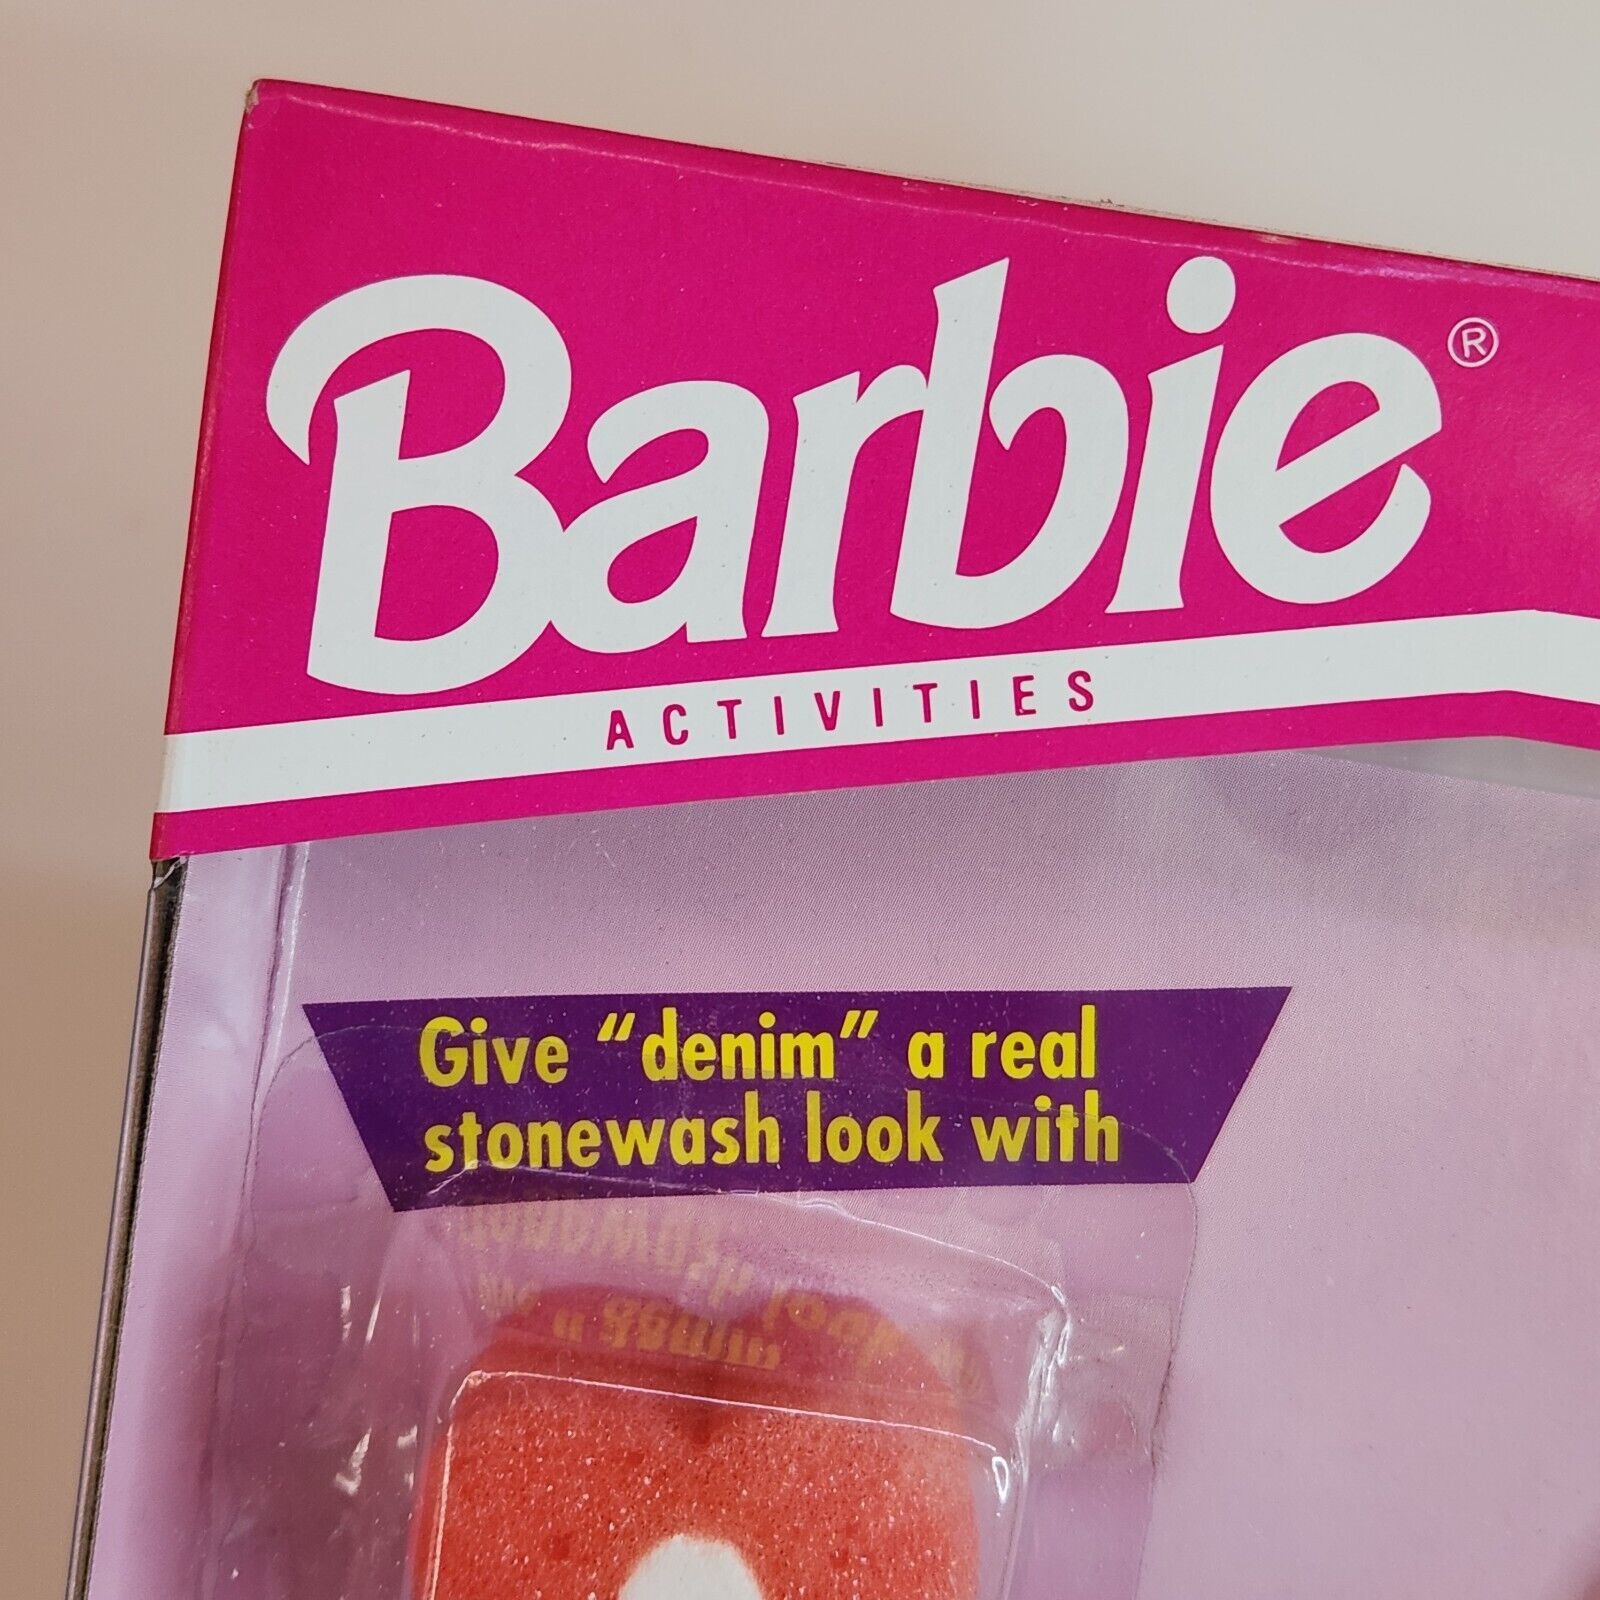 Barbie®
ACTIVITIES
Give “denim” a real
stonewash look with